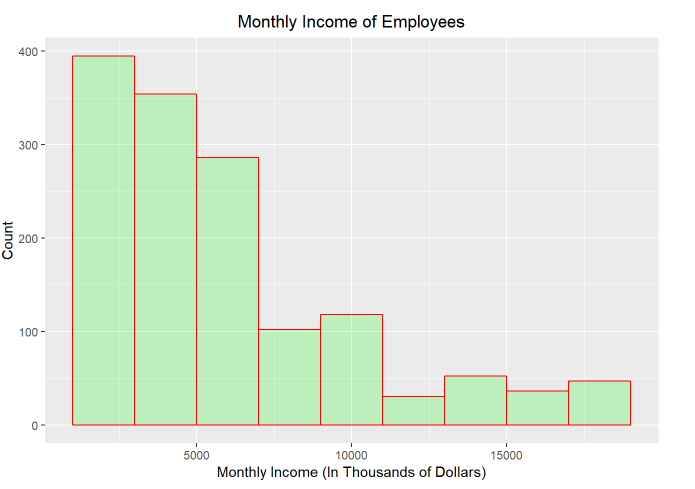 Monthly Income of Employees
400
300
200
100
0
Count
5000 10000 15000
Monthly Income (In Thousands of Dollars)